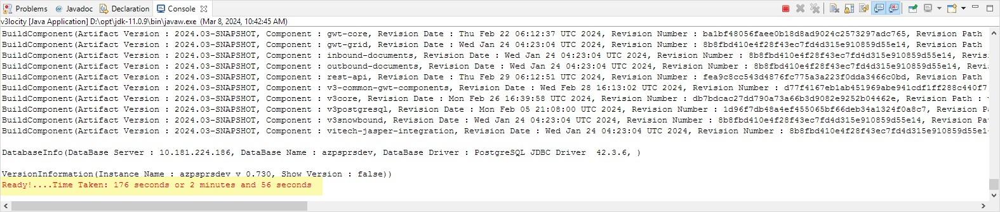 Problems @ Javadoc Declaration Console
v3locity [Java Application] D:\opt\jdk-11.0.9\bin\javaw.exe (Mar 8, 2024, 10:42:45 AM)
BuildComponent(Artifact Version : 2024.03-SNAPSHOT, Component : gwt-core, Revision Date : Thu Feb 22 06:12:37 UTC 2024, Revision Number : ba1bf48056faee0b18d8ad9024c2573297adc765, Revision Path
BuildComponent(Artifact Version : 2024.03-SNAPSHOT, Component : gwt-grid, Revision Date : Wed Jan 24 04:23:04 UTC 2024, Revision Number : 8b8fbd410e4f28f43ec7fd4d315e910859d55e14, Revision Path
BuildComponent(Artifact Version : 2024.03-SNAPSHOT, Component : inbound-documents, Revision Date : Wed Jan 24 04:23:04 UTC 2024, Revision Number : 8b8fbd410e4f28f43ec7fd4d315e910859d55e14, Revis
BuildComponent(Artifact Version : 2024.03-SNAPSHOT, Component : outbound-documents, Revision Date : Wed Jan 24 04:23:04 UTC 2024, Revision Number : 8b8fbd410e4f28f43ec7fd4d315e910859d55e14, Revi
BuildComponent(Artifact Version : 2024.03-SNAPSHOT, Component : rest-api, Revision Date : Thu Feb 29 06:12:51 UTC 2024, Revision Number : fea9c8cc543d4876fc775a3a223f0dda3466c0bd, Revision Path
BuildComponent(Artifact Version : 2024.03-SNAPSHOT, Component : v3-common-gwt-components, Revision Date : Wed Feb 28 16:13:02 UTC 2024, Revision Number : d77f4167eb1ab451969abe941cdf1ff288c440f7
BuildComponent(Artifact Version : 2024.03-SNAPSHOT, Component : v3core, Revision Date : Mon Feb 26 16:39:58 UTC 2024, Revision Number : db7bdcac27dd790a73a66b3d9082e9252b04462e, Revision Path :
BuildComponent(Artifact Version : 2024.03-SNAPSHOT, Component : v3postgresql, Revision Date : Mon Feb 05 21:08:00 UTC 2024, Revision Number : 1d96f7db48a4ef455065bf66deb34a1324f0a8c7, Revision P
BuildComponent(Artifact Version : 2024.03-SNAPSHOT, Component : v3snowbound, Revision Date : Wed Jan 24 04:23:04 UTC 2024, Revision Number : 8b8fbd410e4f28f43ec7fd4d315e910859d55e14, Revision Pa
BuildComponent(Artifact Version : 2024.03-SNAPSHOT, Component : vitech-jasper-integration, Revision Date : Wed Jan 24 04:23:04 UTC 2024, Revision Number : 8b8fbd410e4f28f43ec7fd4d315e910859d55e1
DatabaseInfo(DataBase Server : 10.181.224.186, DataBase Name : azpsprsdev, DataBase Driver : PostgreSQL JDBC Driver 42.3.6, )
VersionInformation(Instance Name : azpsprsdev v 0.730, Show Version : false))
Ready!....Time Taken: 176 seconds or 2 minutes and 56 seconds